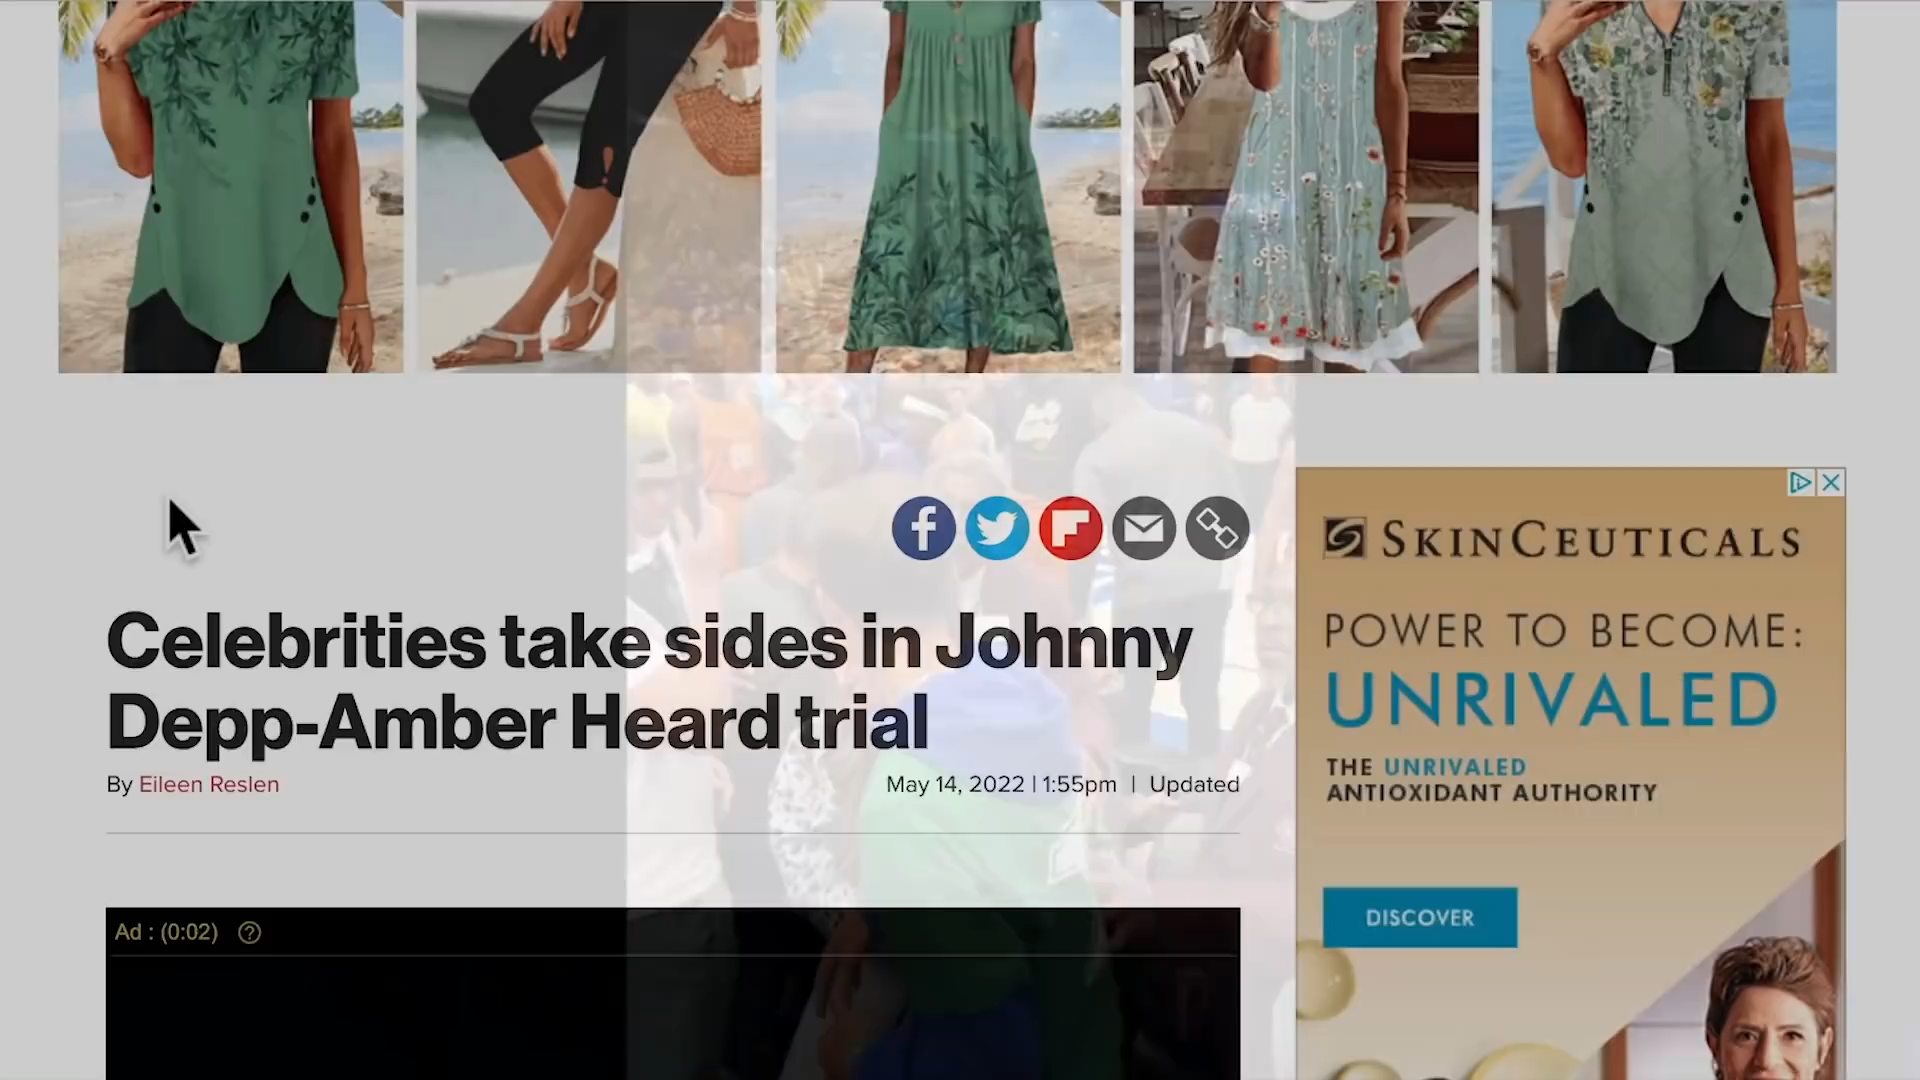 Celebrities take sides in Johnny
Depp-Amber Heard trial
By Eileen Reslen
May 14, 2022 | 1:55pm | Updated
Ad : (0:02) ?
SKINCEUTICALS
POWER TO BECOME:
UNRIVALED
THE UNRIVALED
ANTIOXIDANT AUTHORITY
DISCOVER